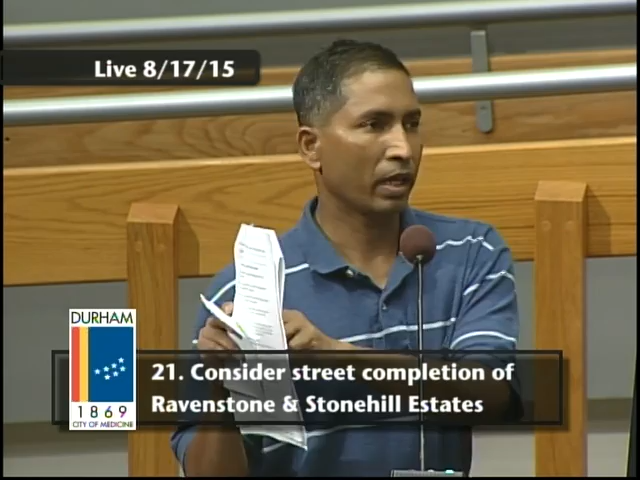 Live 8/17/15
DURHAM
1869
CITY OF MEDICINE
21. Consider street completion of
Ravenstone & Stonehill Estates